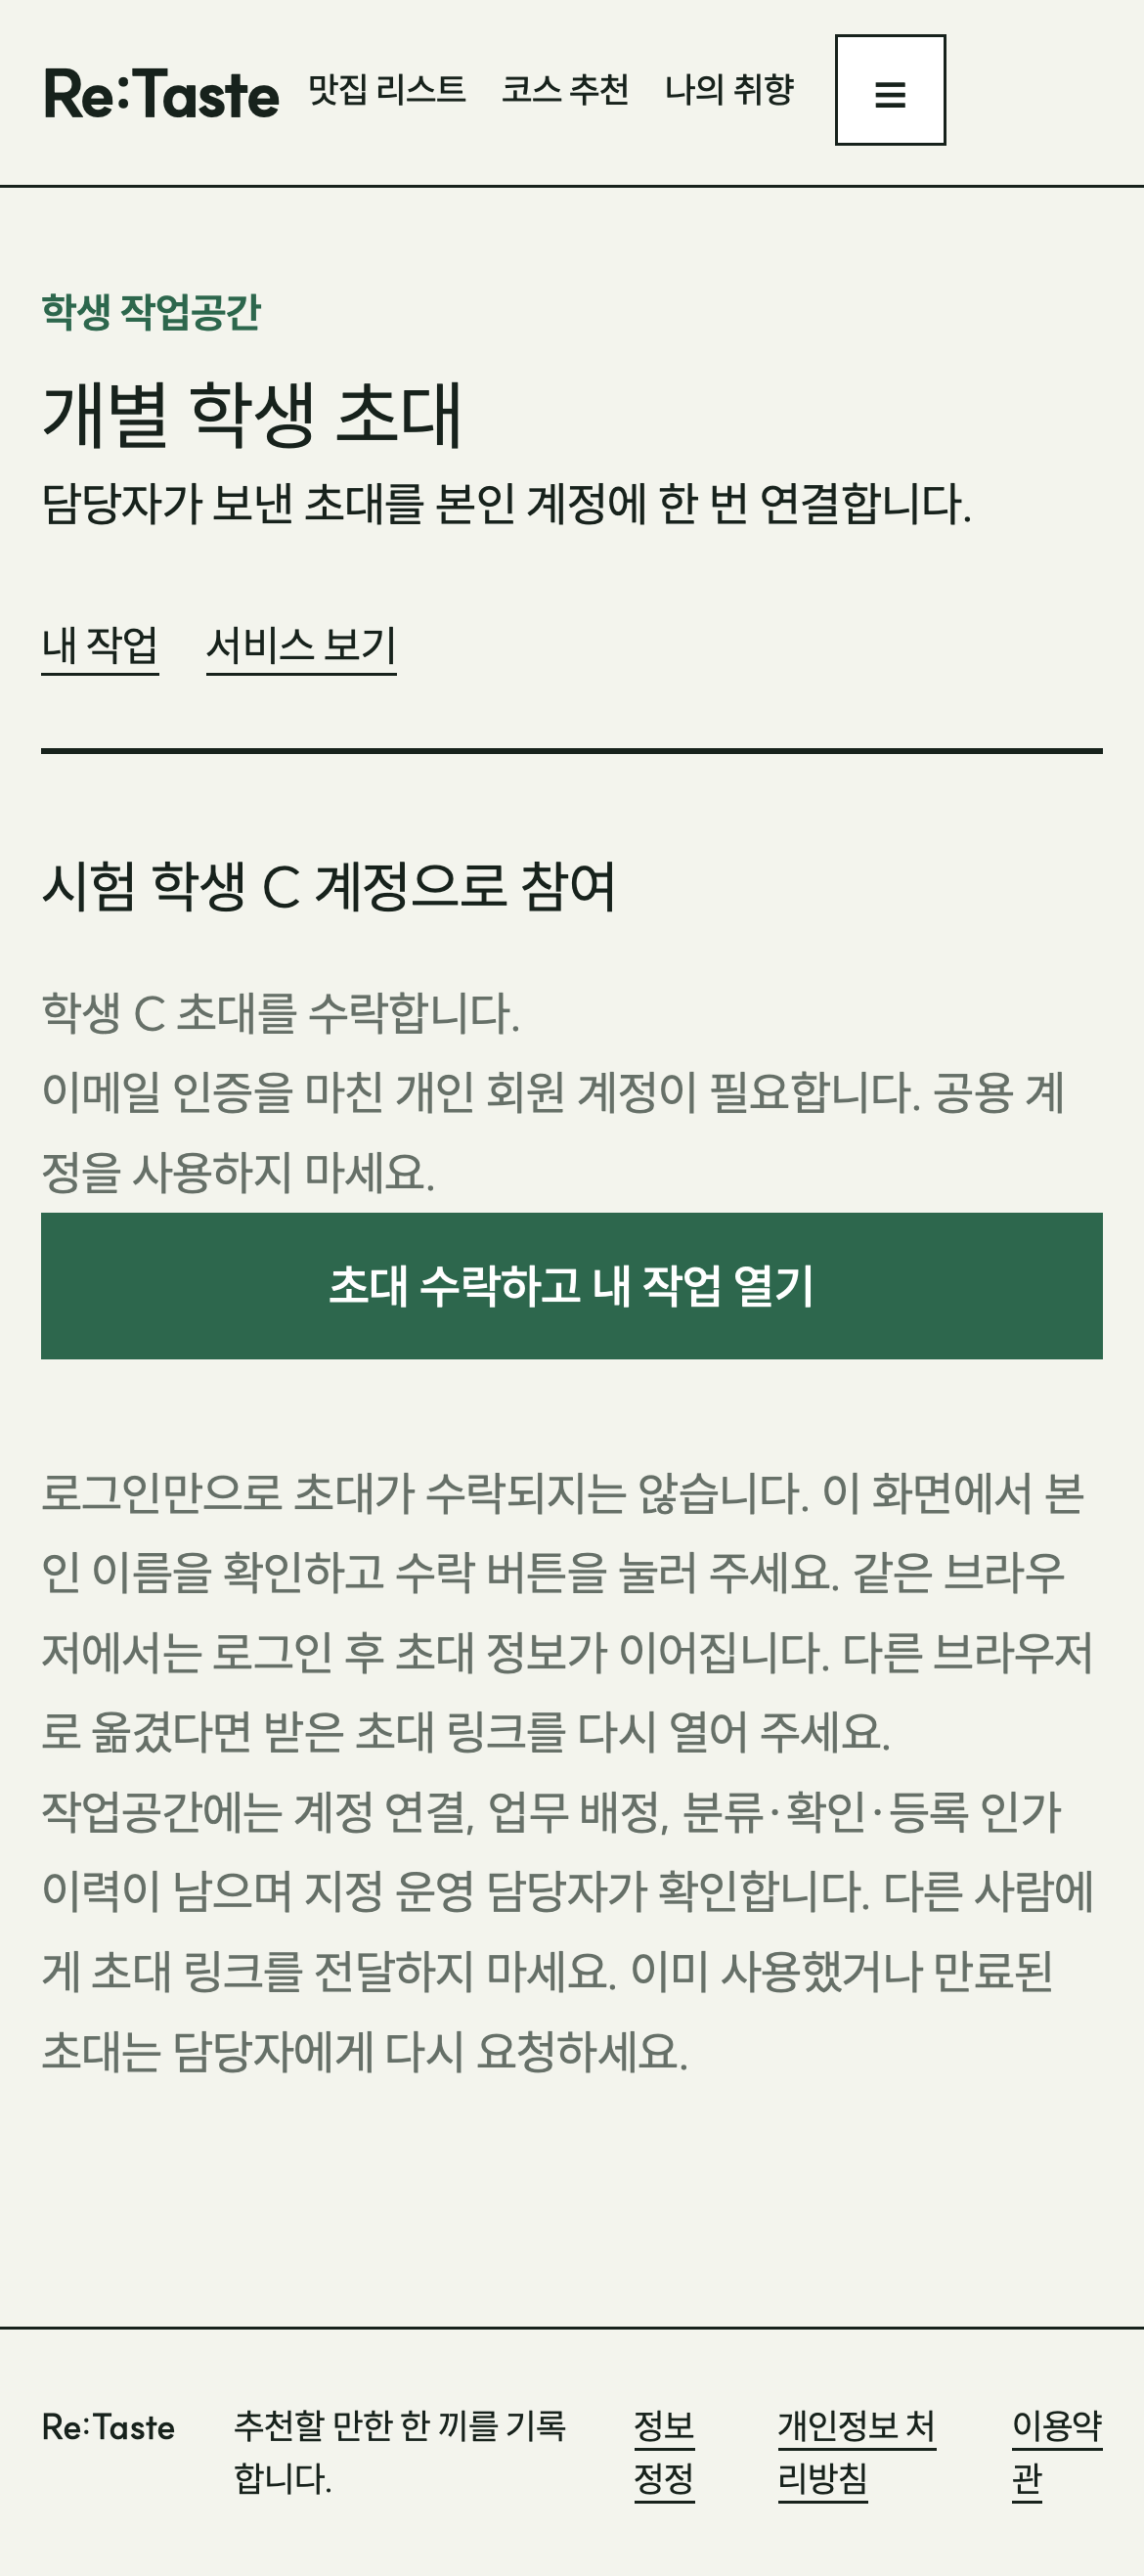 Re:Taste 맛집 리스트 코스 추천 나의 취향
학생 작업공간
개별 학생 초대
담당자가 보낸 초대를 본인 계정에 한 번 연결합니다.
내 작업 서비스 보기
시험 학생 C 계정으로 참여
학생 C 초대를 수락합니다.
이메일 인증을 마친 개인 회원 계정이 필요합니다. 공용 계
정을 사용하지 마세요.
초대 수락하고 내 작업 열기
로그인만으로 초대가 수락되지는 않습니다. 이 화면에서 본
인 이름을 확인하고 수락 버튼을 눌러 주세요. 같은 브라우
저에서는 로그인 후 초대 정보가 이어집니다. 다른 브라우저
로 옮겼다면 받은 초대 링크를 다시 열어 주세요.
작업공간에는 계정 연결, 업무 배정, 분류·확인·등록 인가
이력이 남으며 지정 운영 담당자가 확인합니다. 다른 사람에
게 초대 링크를 전달하지 마세요. 이미 사용했거나 만료된
초대는 담당자에게 다시 요청하세요.
Re:Taste 추천할 만한 한 끼를 기록 정보 개인정보 처 이용약
합니다. 정정 리방침 관